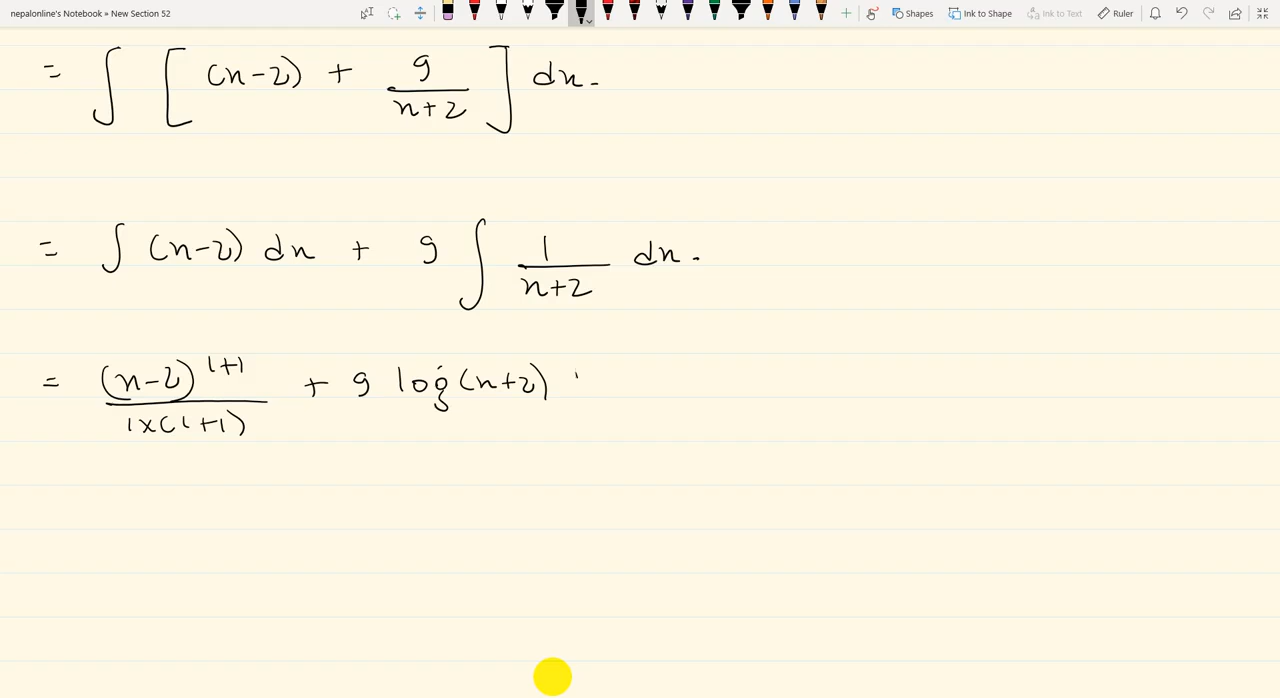 nepalonline's Notebook » New Section 52
Shapes Ink to Shape Ink to Text Ruler
= ∫ [ (x-2) + 9/(x+2) ] dx.
= ∫ (x-2) dx + 9 ∫ 1/(x+2) dx.
= (x-2)^(1+1)/(1×(1+1)) + 9 log(x+2)